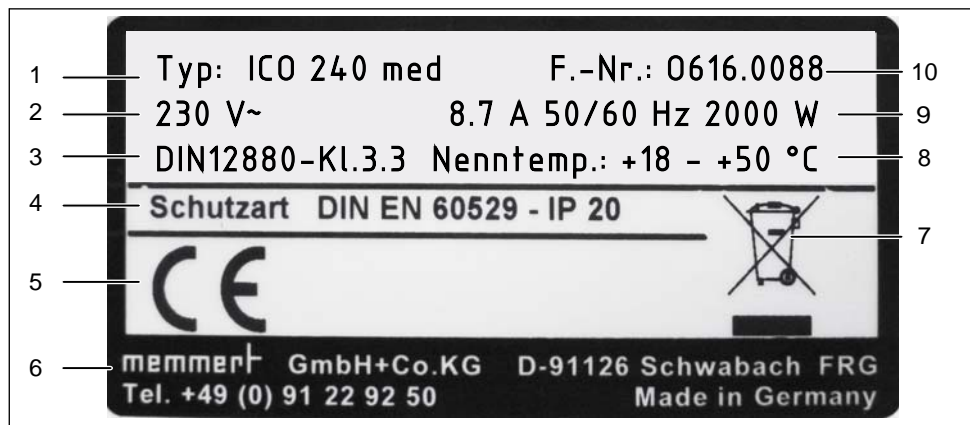 1 Typ: ICO 240 med F.-Nr.: 0616.0088 10
2 230 V~ 8.7 A 50/60 Hz 2000 W 9
3 DIN12880-Kl.3.3 Nenntemp.: +18 - +50 °C 8
4 Schutzart DIN EN 60529 - IP 20
7
5 CE
6 memmert GmbH+Co.KG D-91126 Schwabach FRG
Tel. +49 (0) 91 22 92 50 Made in Germany